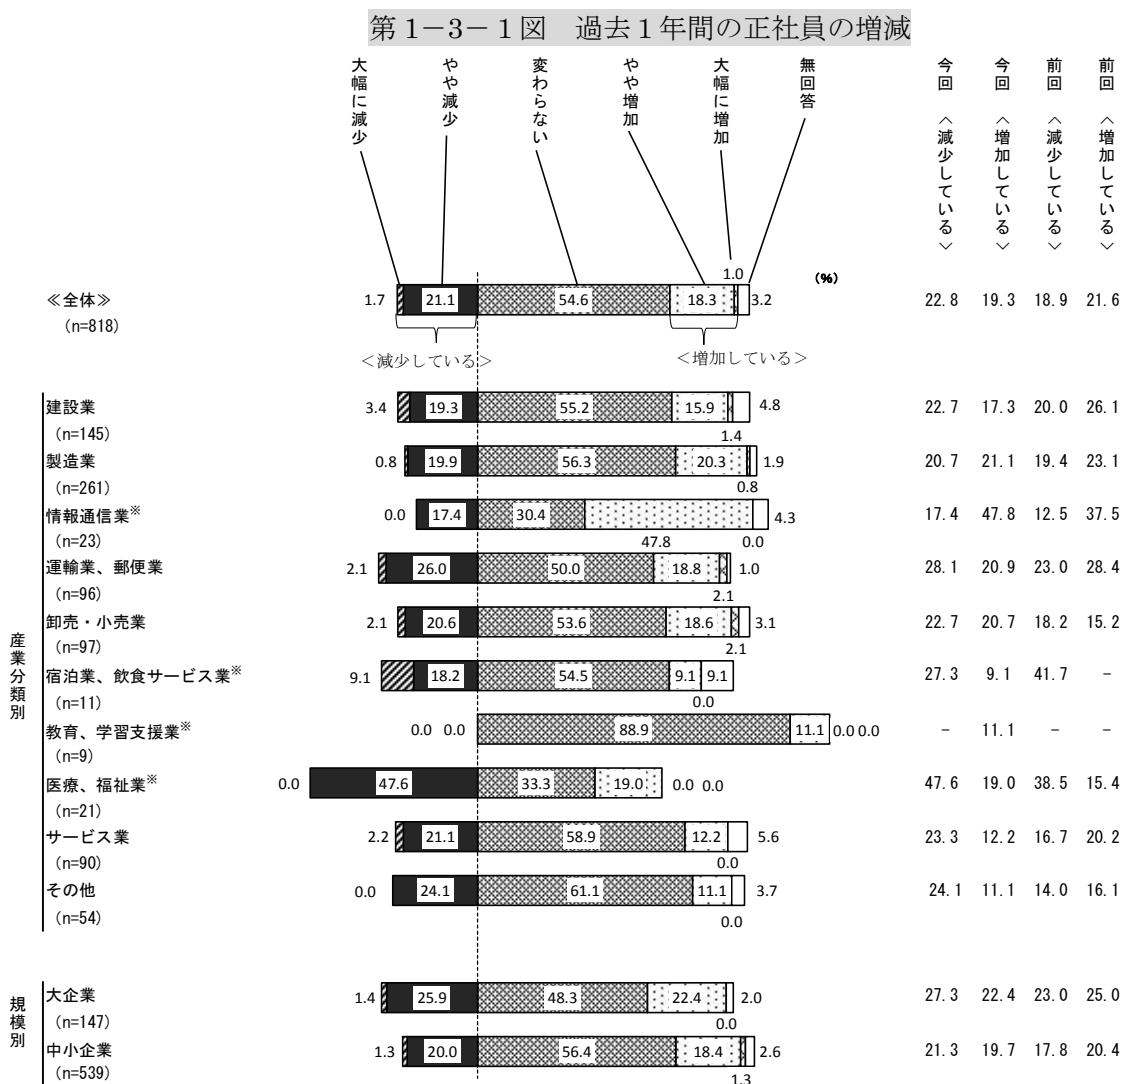 第1−3−1図　過去1年間の正社員の増減
大幅に減少
やや減少
変わらない
やや増加
大幅に増加
無回答
今回 〈減少している〉
今回 〈増加している〉
前回 〈減少している〉
前回 〈増加している〉
(%)
1.0
≪全体≫ 1.7 21.1 54.6 18.3 3.2 22.8 19.3 18.9 21.6
(n=818)
＜減少している＞ ＜増加している＞
産業分類別
建設業 3.4 19.3 55.2 15.9 4.8 22.7 17.3 20.0 26.1
(n=145) 1.4
製造業 0.8 19.9 56.3 20.3 1.9 20.7 21.1 19.4 23.1
(n=261) 0.8
情報通信業※ 0.0 17.4 30.4 4.3 17.4 47.8 12.5 37.5
(n=23) 47.8 0.0
運輸業、郵便業 2.1 26.0 50.0 18.8 1.0 28.1 20.9 23.0 28.4
(n=96) 2.1
卸売・小売業 2.1 20.6 53.6 18.6 3.1 22.7 20.7 18.2 15.2
(n=97) 2.1
宿泊業、飲食サービス業※ 9.1 18.2 54.5 9.1 9.1 27.3 9.1 41.7 −
(n=11) 0.0
教育、学習支援業※ 0.0 0.0 88.9 11.1 0.0 0.0 − 11.1 − −
(n=9)
医療、福祉業※ 0.0 47.6 33.3 19.0 0.0 0.0 47.6 19.0 38.5 15.4
(n=21)
サービス業 2.2 21.1 58.9 12.2 5.6 23.3 12.2 16.7 20.2
(n=90) 0.0
その他 0.0 24.1 61.1 11.1 3.7 24.1 11.1 14.0 16.1
(n=54) 0.0
規模別
大企業 1.4 25.9 48.3 22.4 2.0 27.3 22.4 23.0 25.0
(n=147) 0.0
中小企業 1.3 20.0 56.4 18.4 2.6 21.3 19.7 17.8 20.4
(n=539) 1.3